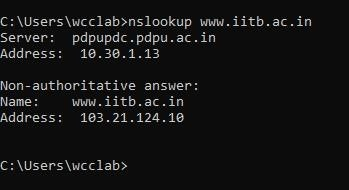 C:\Users\wcclab>nslookup www.iitb.ac.in
Server:  pdpupdc.pdpu.ac.in
Address:  10.30.1.13

Non-authoritative answer:
Name:    www.iitb.ac.in
Address:  103.21.124.10

C:\Users\wcclab>